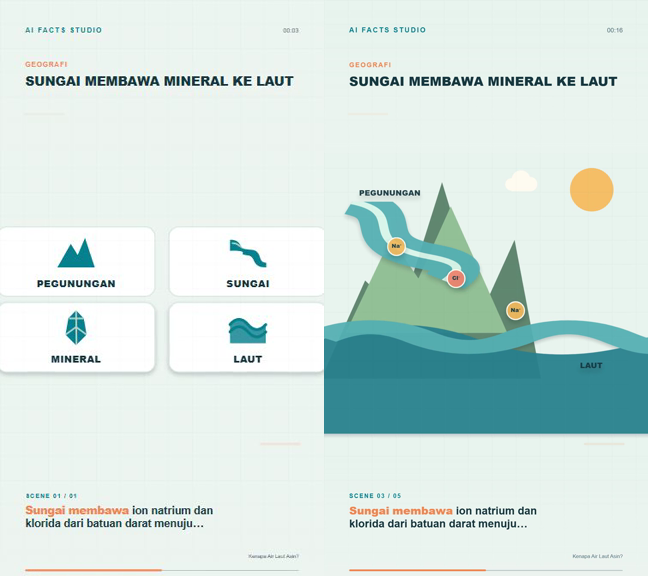 AI FACTS STUDIO
00:03
GEOGRAFI
SUNGAI MEMBAWA MINERAL KE LAUT
PEGUNUNGAN
SUNGAI
MINERAL
LAUT
SCENE 01 / 01
Sungai membawa ion natrium dan
klorida dari batuan darat menuju...
Kenapa Air Laut Asin?
AI FACTS STUDIO
00:16
GEOGRAFI
SUNGAI MEMBAWA MINERAL KE LAUT
PEGUNUNGAN
Na⁺
Cl⁻
Na⁺
LAUT
SCENE 03 / 05
Sungai membawa ion natrium dan
klorida dari batuan darat menuju...
Kenapa Air Laut Asin?